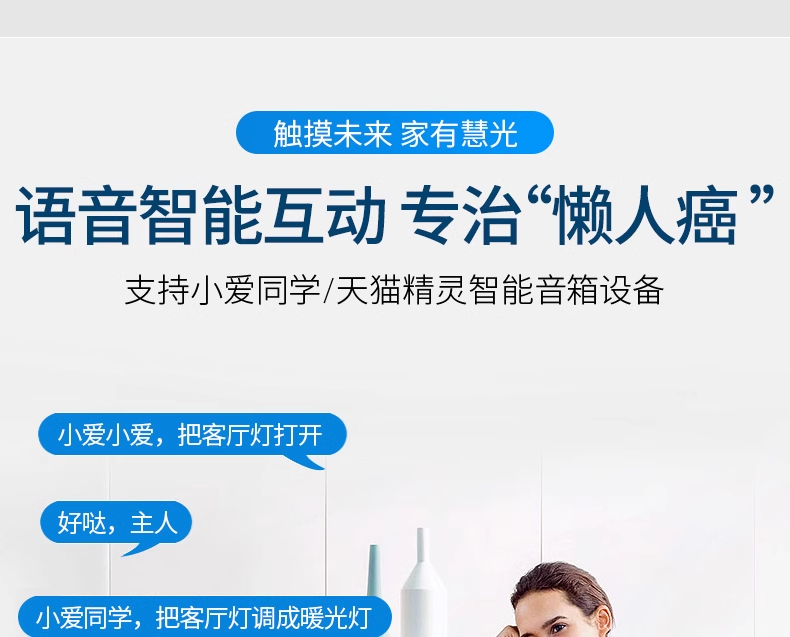 触摸未来 家有慧光
语音智能互动 专治“懒人癌”
支持小爱同学/天猫精灵智能音箱设备
小爱小爱，把客厅灯打开
好哒，主人
小爱同学，把客厅灯调成暖光灯